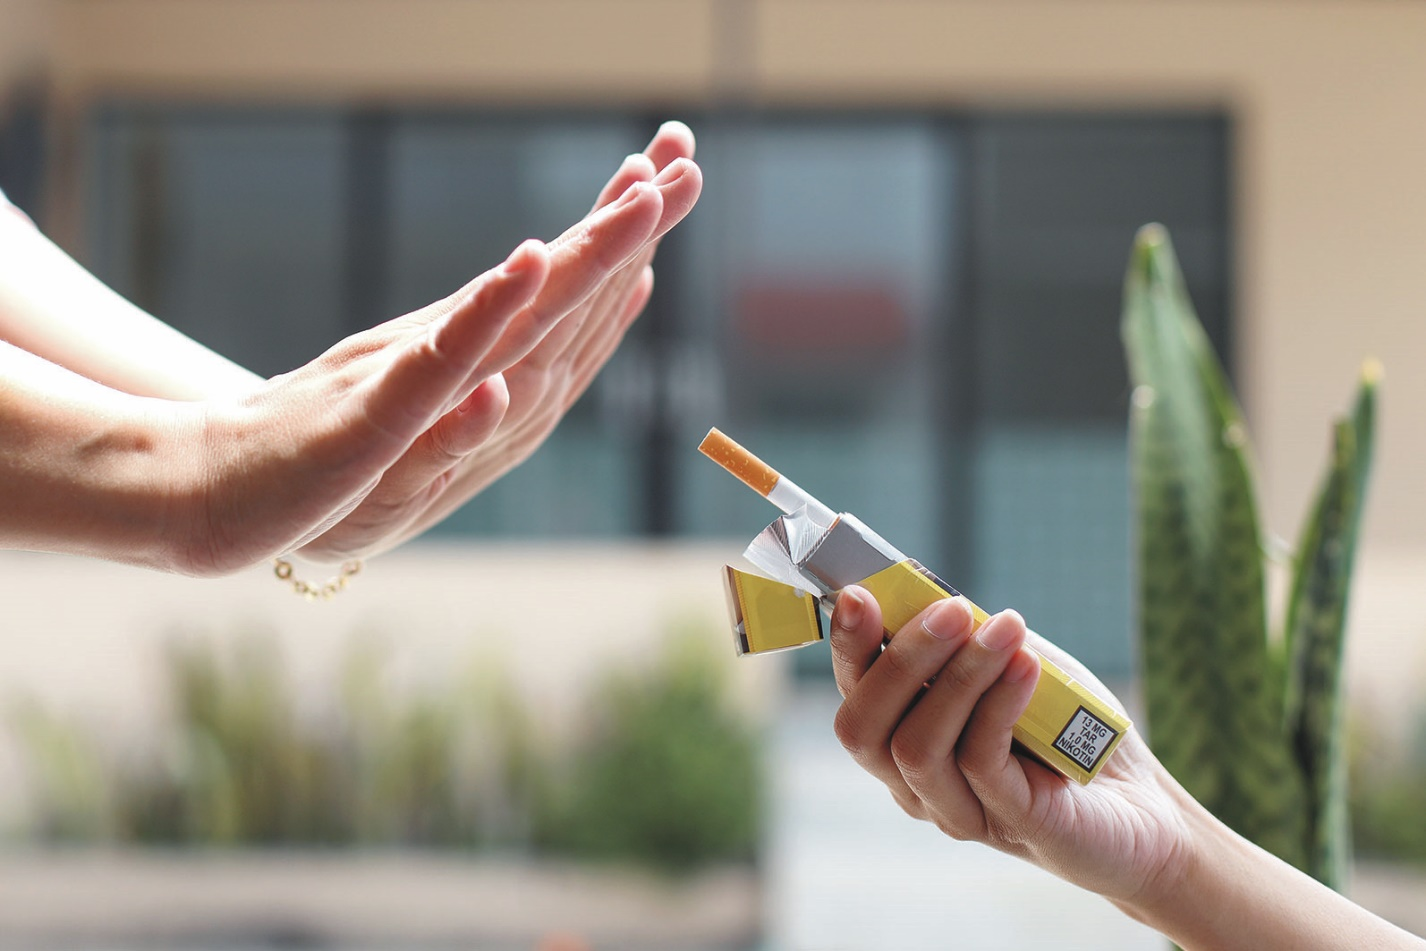 13 MG
TAR
1,0 MG
NIKOTIN